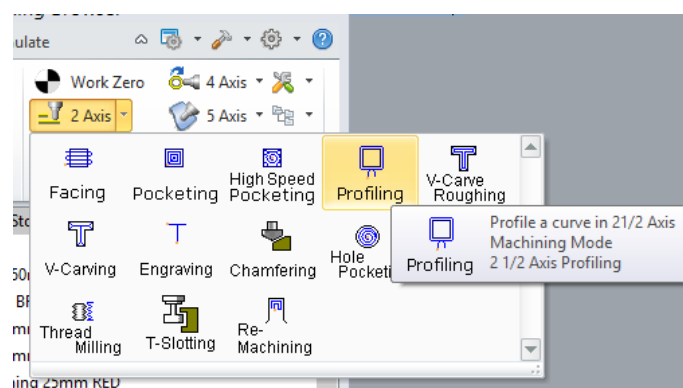 ulate
Work Zero
4 Axis
2 Axis
5 Axis
Facing
Pocketing
High Speed
Pocketing
Profiling
V-Carve
Roughing
V-Carving
Engraving
Chamfering
Hole
Pocketi
Profiling
Profile a curve in 21/2 Axis
Machining Mode
2 1/2 Axis Profiling
Thread
Milling
T-Slotting
Re-
Machining
ning 25mm RED